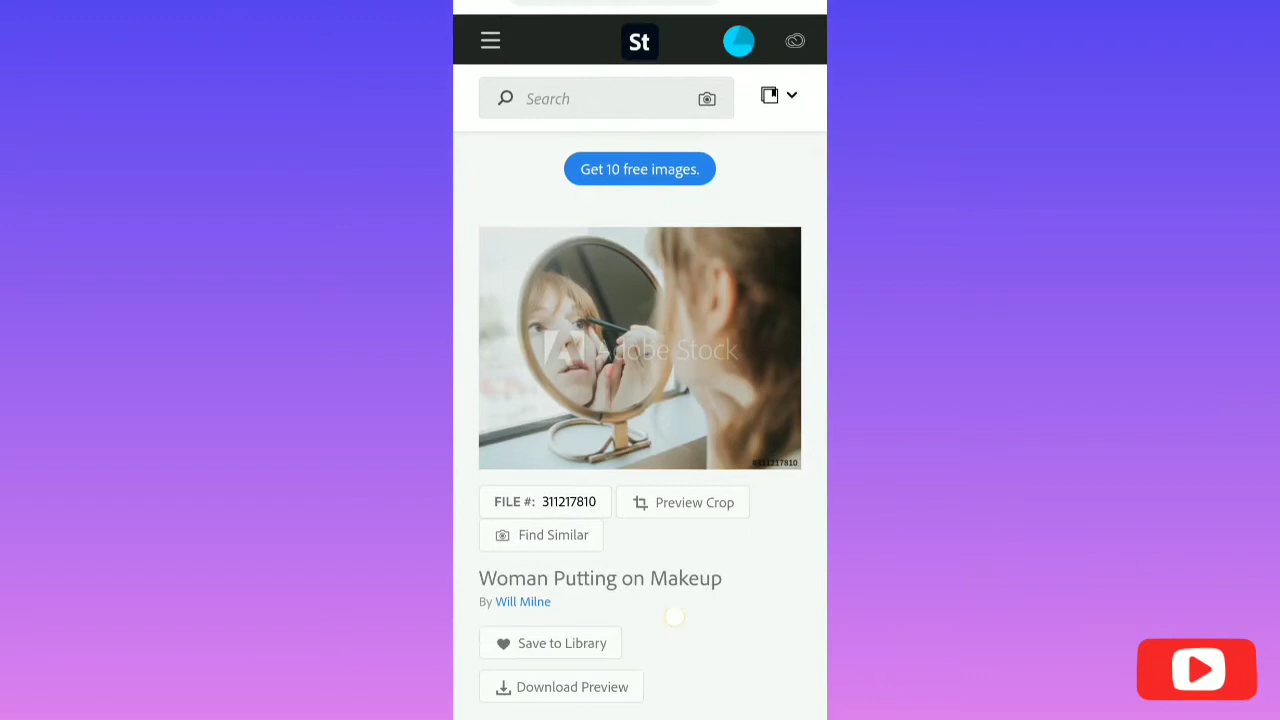 St
Search
Get 10 free images.
Adobe Stock
#311217810
FILE #: 311217810
Preview Crop
Find Similar
Woman Putting on Makeup
By Will Milne
Save to Library
Download Preview